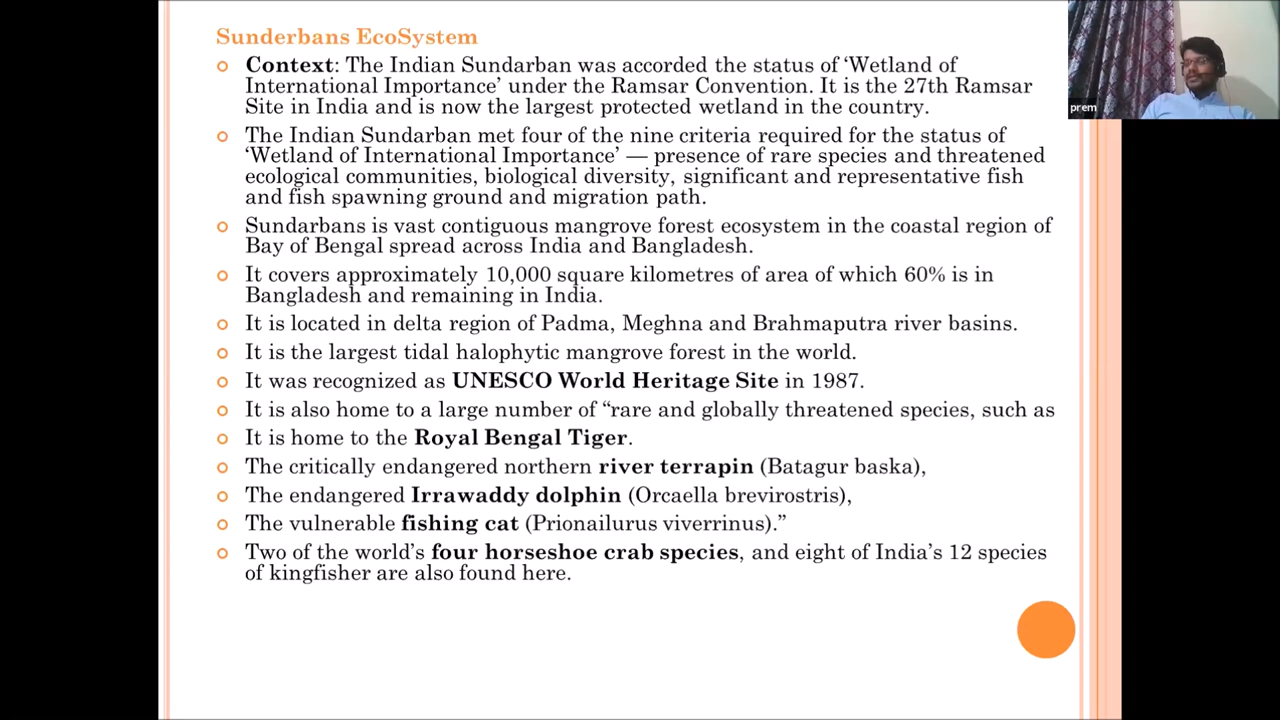 Sunderbans EcoSystem
Context: The Indian Sundarban was accorded the status of ‘Wetland of
International Importance’ under the Ramsar Convention. It is the 27th Ramsar
Site in India and is now the largest protected wetland in the country.
The Indian Sundarban met four of the nine criteria required for the status of
‘Wetland of International Importance’ — presence of rare species and threatened
ecological communities, biological diversity, significant and representative fish
and fish spawning ground and migration path.
Sundarbans is vast contiguous mangrove forest ecosystem in the coastal region of
Bay of Bengal spread across India and Bangladesh.
It covers approximately 10,000 square kilometres of area of which 60% is in
Bangladesh and remaining in India.
It is located in delta region of Padma, Meghna and Brahmaputra river basins.
It is the largest tidal halophytic mangrove forest in the world.
It was recognized as UNESCO World Heritage Site in 1987.
It is also home to a large number of “rare and globally threatened species, such as
It is home to the Royal Bengal Tiger.
The critically endangered northern river terrapin (Batagur baska),
The endangered Irrawaddy dolphin (Orcaella brevirostris),
The vulnerable fishing cat (Prionailurus viverrinus).”
Two of the world’s four horseshoe crab species, and eight of India’s 12 species
of kingfisher are also found here.
prem